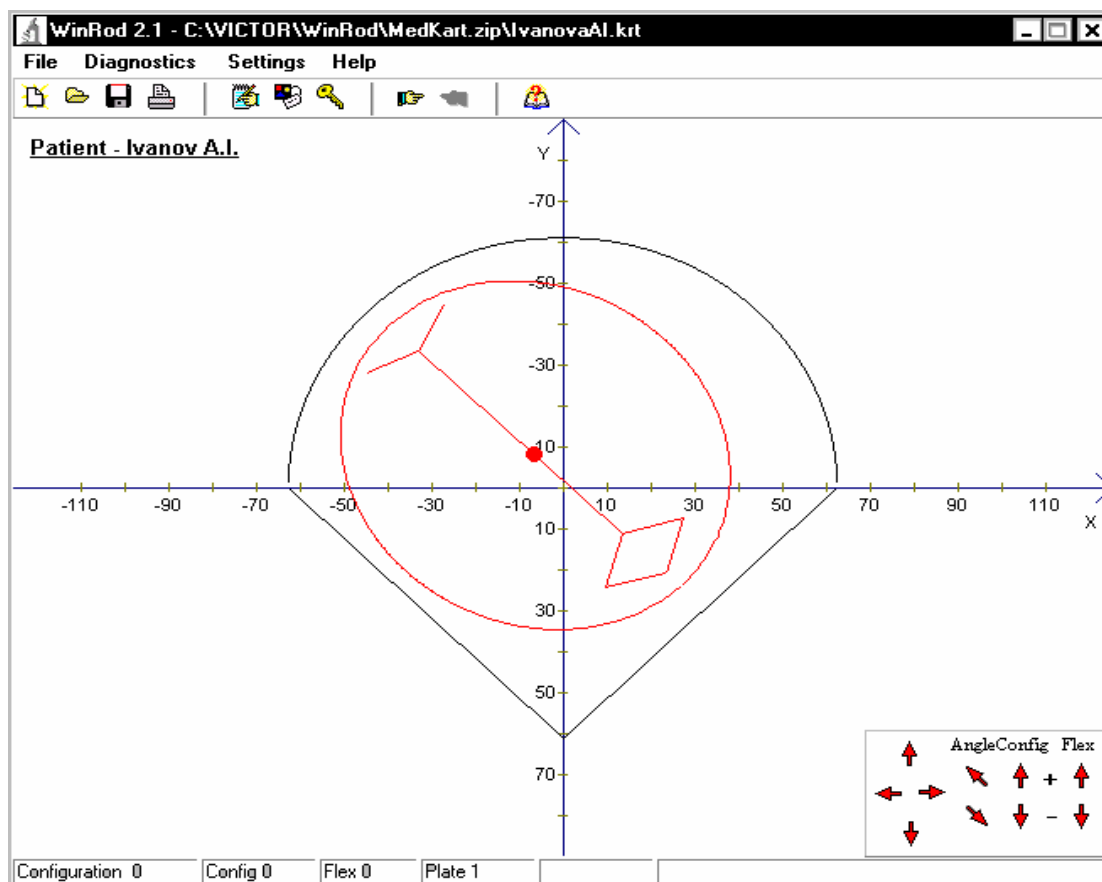 WinRod 2.1 - C:\VICTOR\WinRod\MedKart.zip\IvanovaAI.krt
File Diagnostics Settings Help
Patient - Ivanov A.I.
Y
-70
-50
-30
-10
-110 -90 -70 -50 -30 -10 10 30 50 70 90 110
X
10
30
50
70
Angle Config Flex
+
-
Configuration 0 Config 0 Flex 0 Plate 1